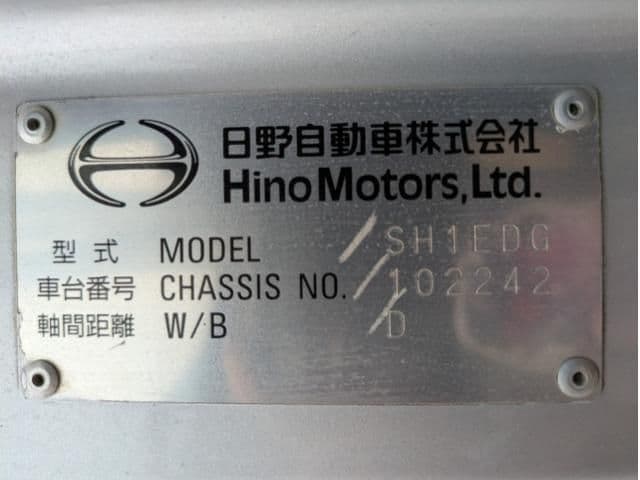 日野自動車株式会社
Hino Motors, Ltd.
型式 MODEL SH1EDG
車台番号 CHASSIS NO. 102242
軸間距離 W/B D